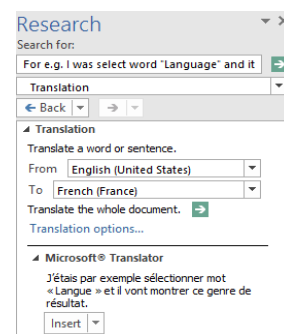 Research
Search for:
For e.g. I was select word "Language" and it
Translation
Back
Translation
Translate a word or sentence.
From English (United States)
To French (France)
Translate the whole document.
Translation options...
Microsoft® Translator
J'étais par exemple sélectionner mot
« Langue » et il vont montrer ce genre de
résultat.
Insert